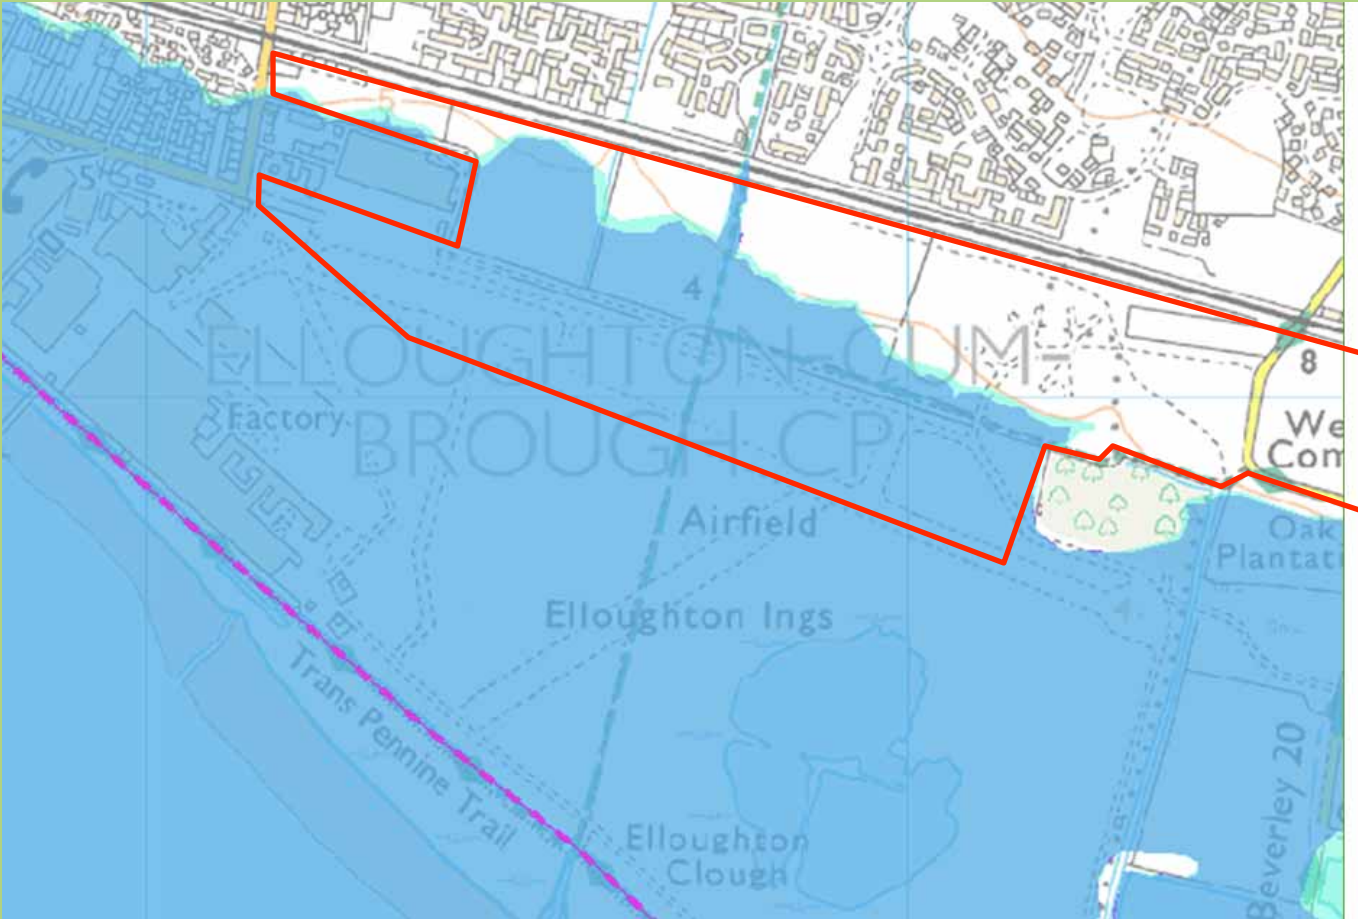 5
4
ELLOUGHTON-CUM-
BROUGH CP
8
We
Com
Factory
Airfield
Oak
Plantat
4
Elloughton Ings
Trans Pennine Trail
Beverley 20
Elloughton
Clough